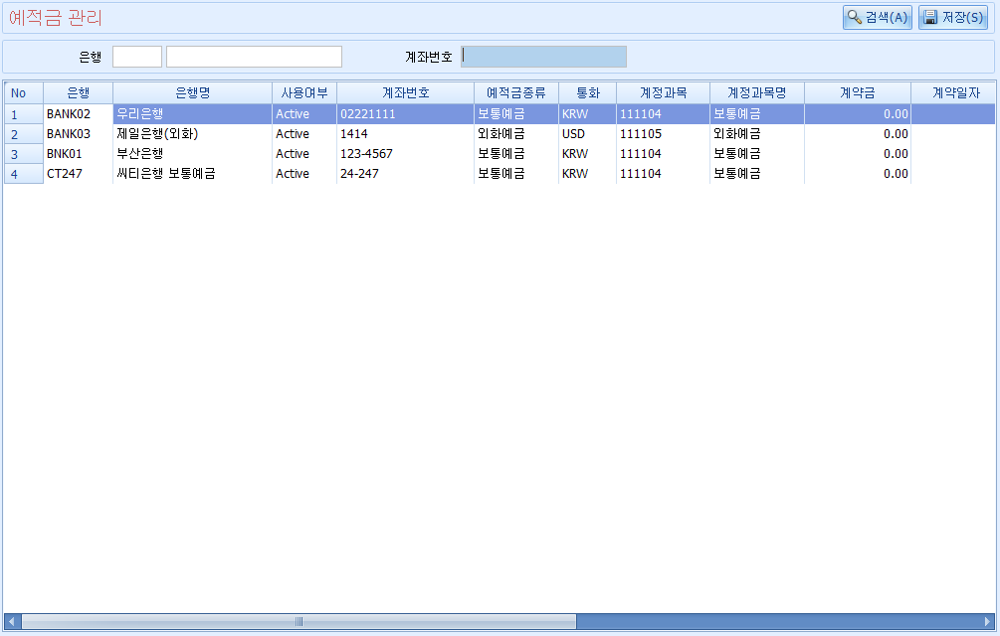 예적금 관리 검색(A) 저장(S)
은행 계좌번호
No 은행 은행명 사용여부 계좌번호 예적금종류 통화 계정과목 계정과목명 계약금 계약일자
1 BANK02 우리은행 Active 02221111 보통예금 KRW 111104 보통예금 0.00
2 BANK03 제일은행(외화) Active 1414 외화예금 USD 111105 외화예금 0.00
3 BNK01 부산은행 Active 123-4567 보통예금 KRW 111104 보통예금 0.00
4 CT247 씨티은행 보통예금 Active 24-247 보통예금 KRW 111104 보통예금 0.00